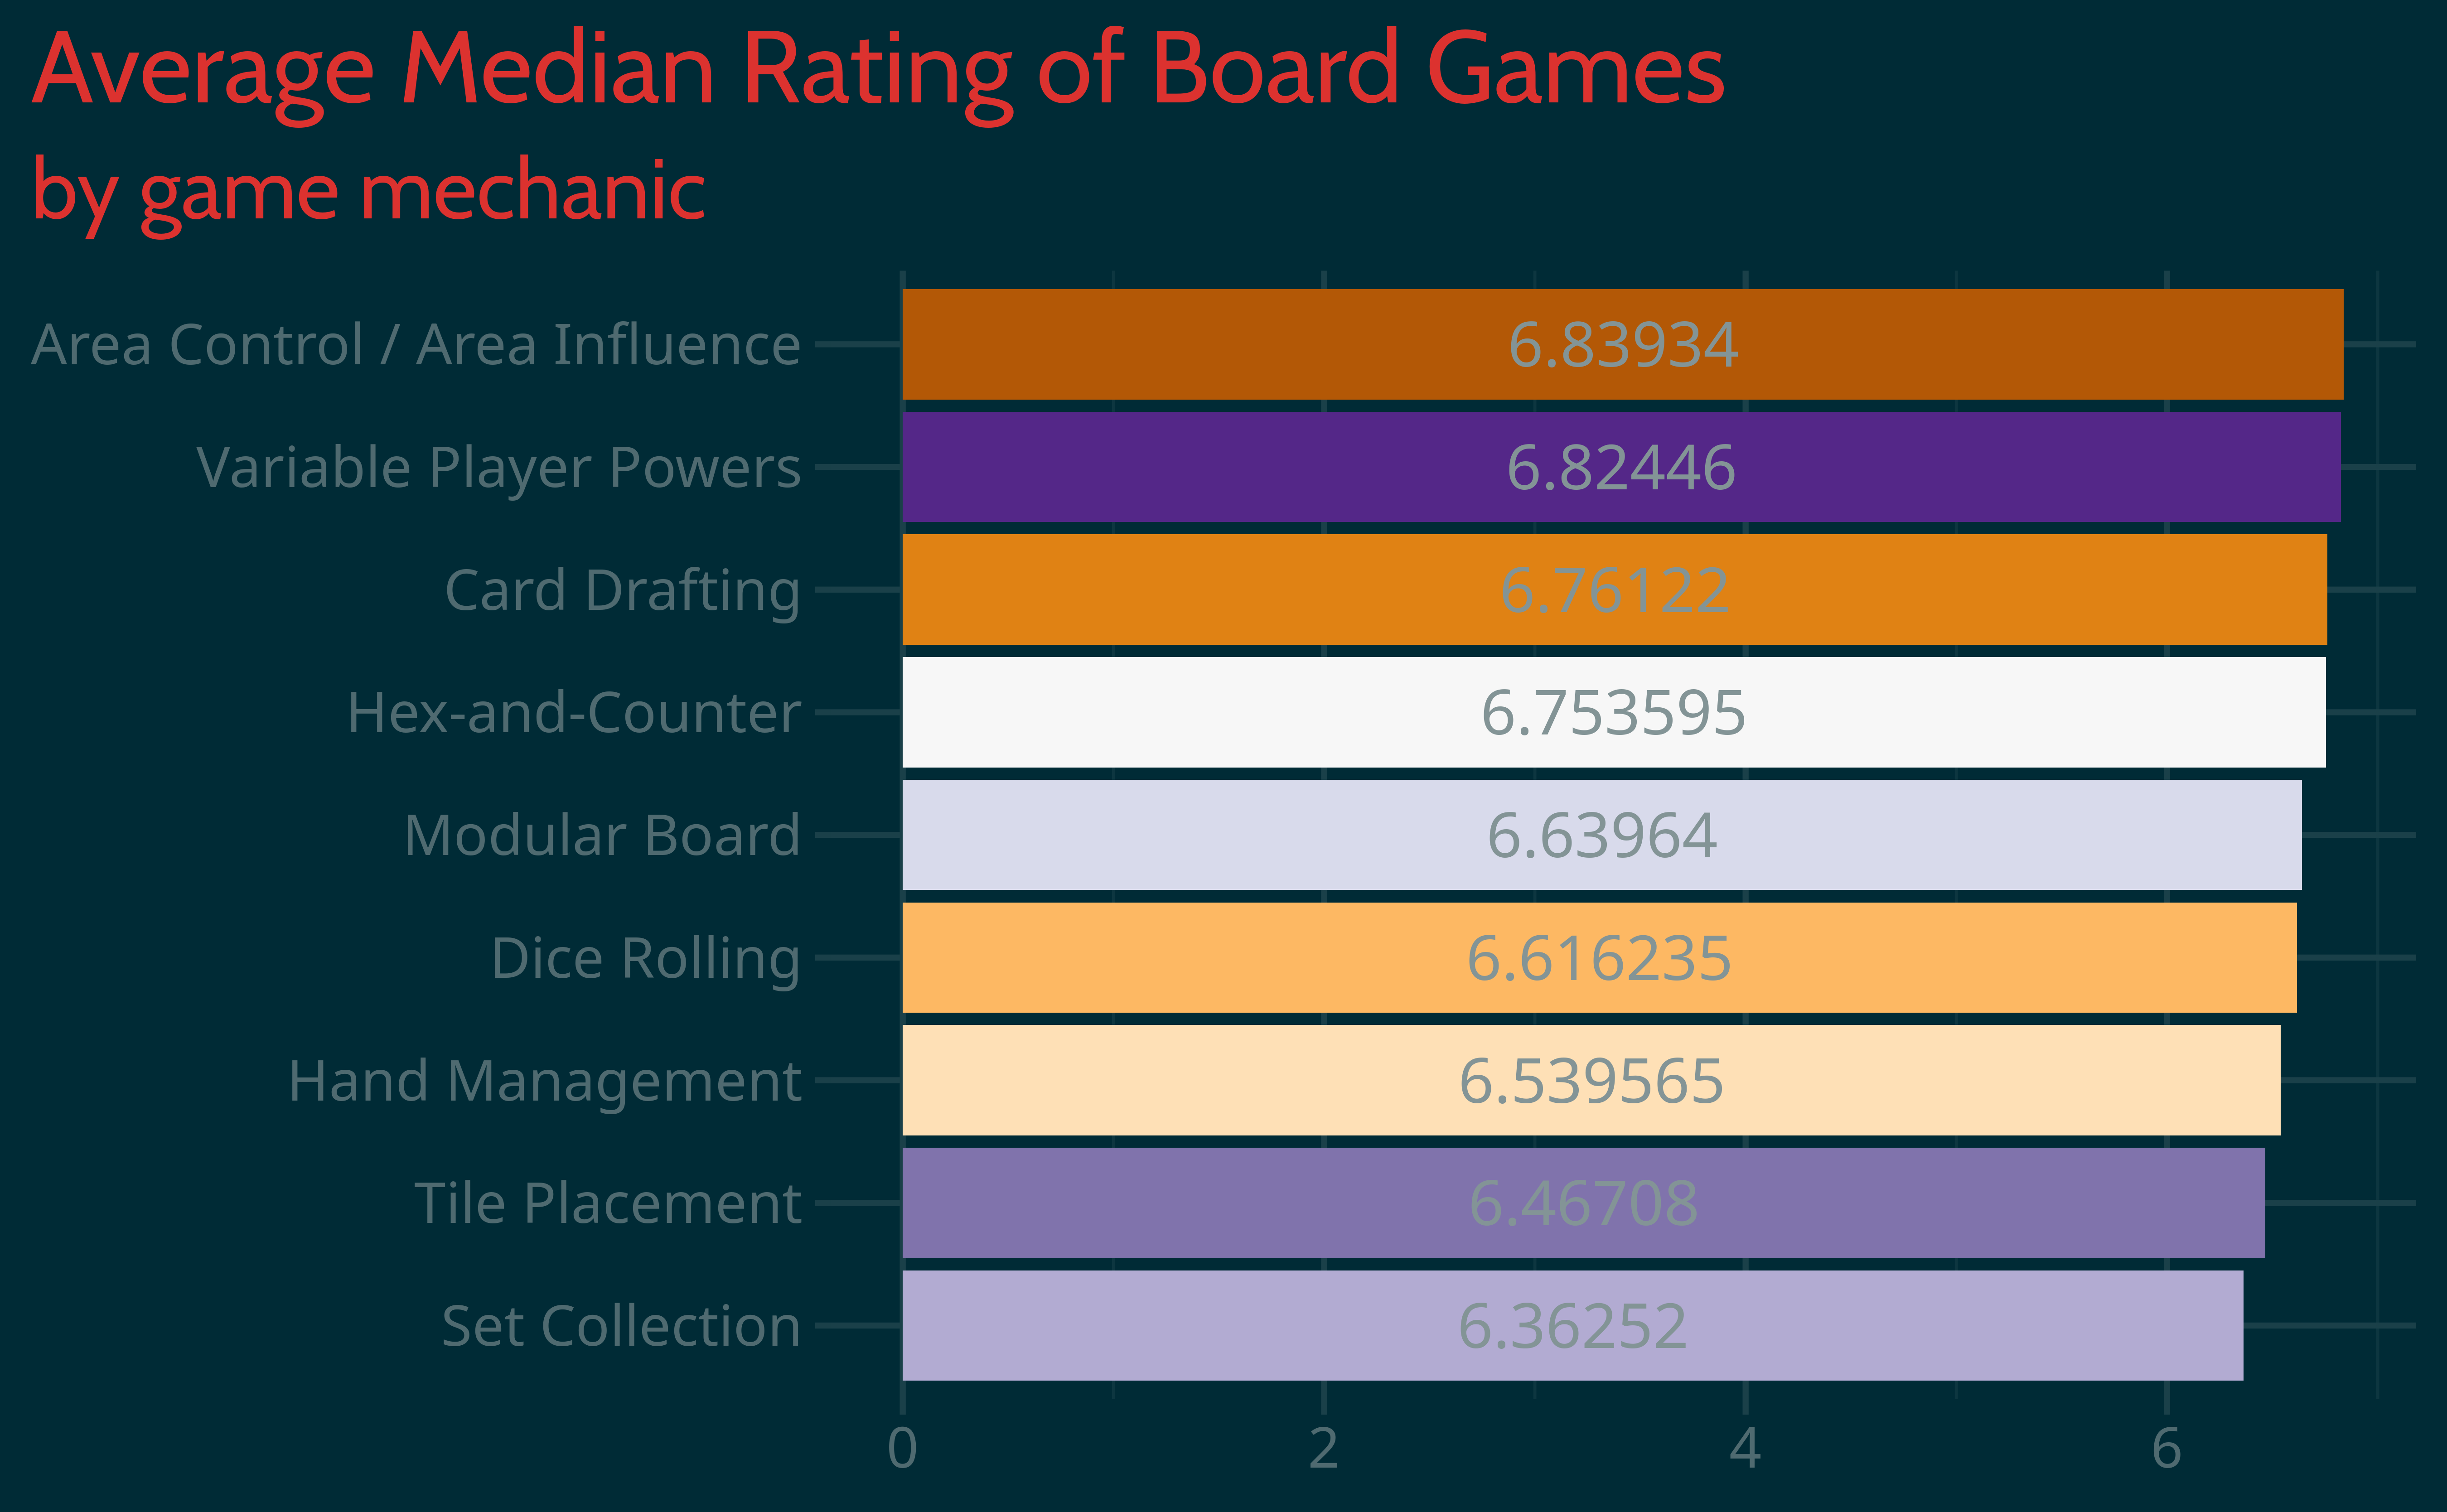 Average Median Rating of Board Games
by game mechanic
Area Control / Area Influence 6.83934
Variable Player Powers 6.82446
Card Drafting 6.76122
Hex-and-Counter 6.753595
Modular Board 6.63964
Dice Rolling 6.616235
Hand Management 6.539565
Tile Placement 6.46708
Set Collection 6.36252
0 2 4 6